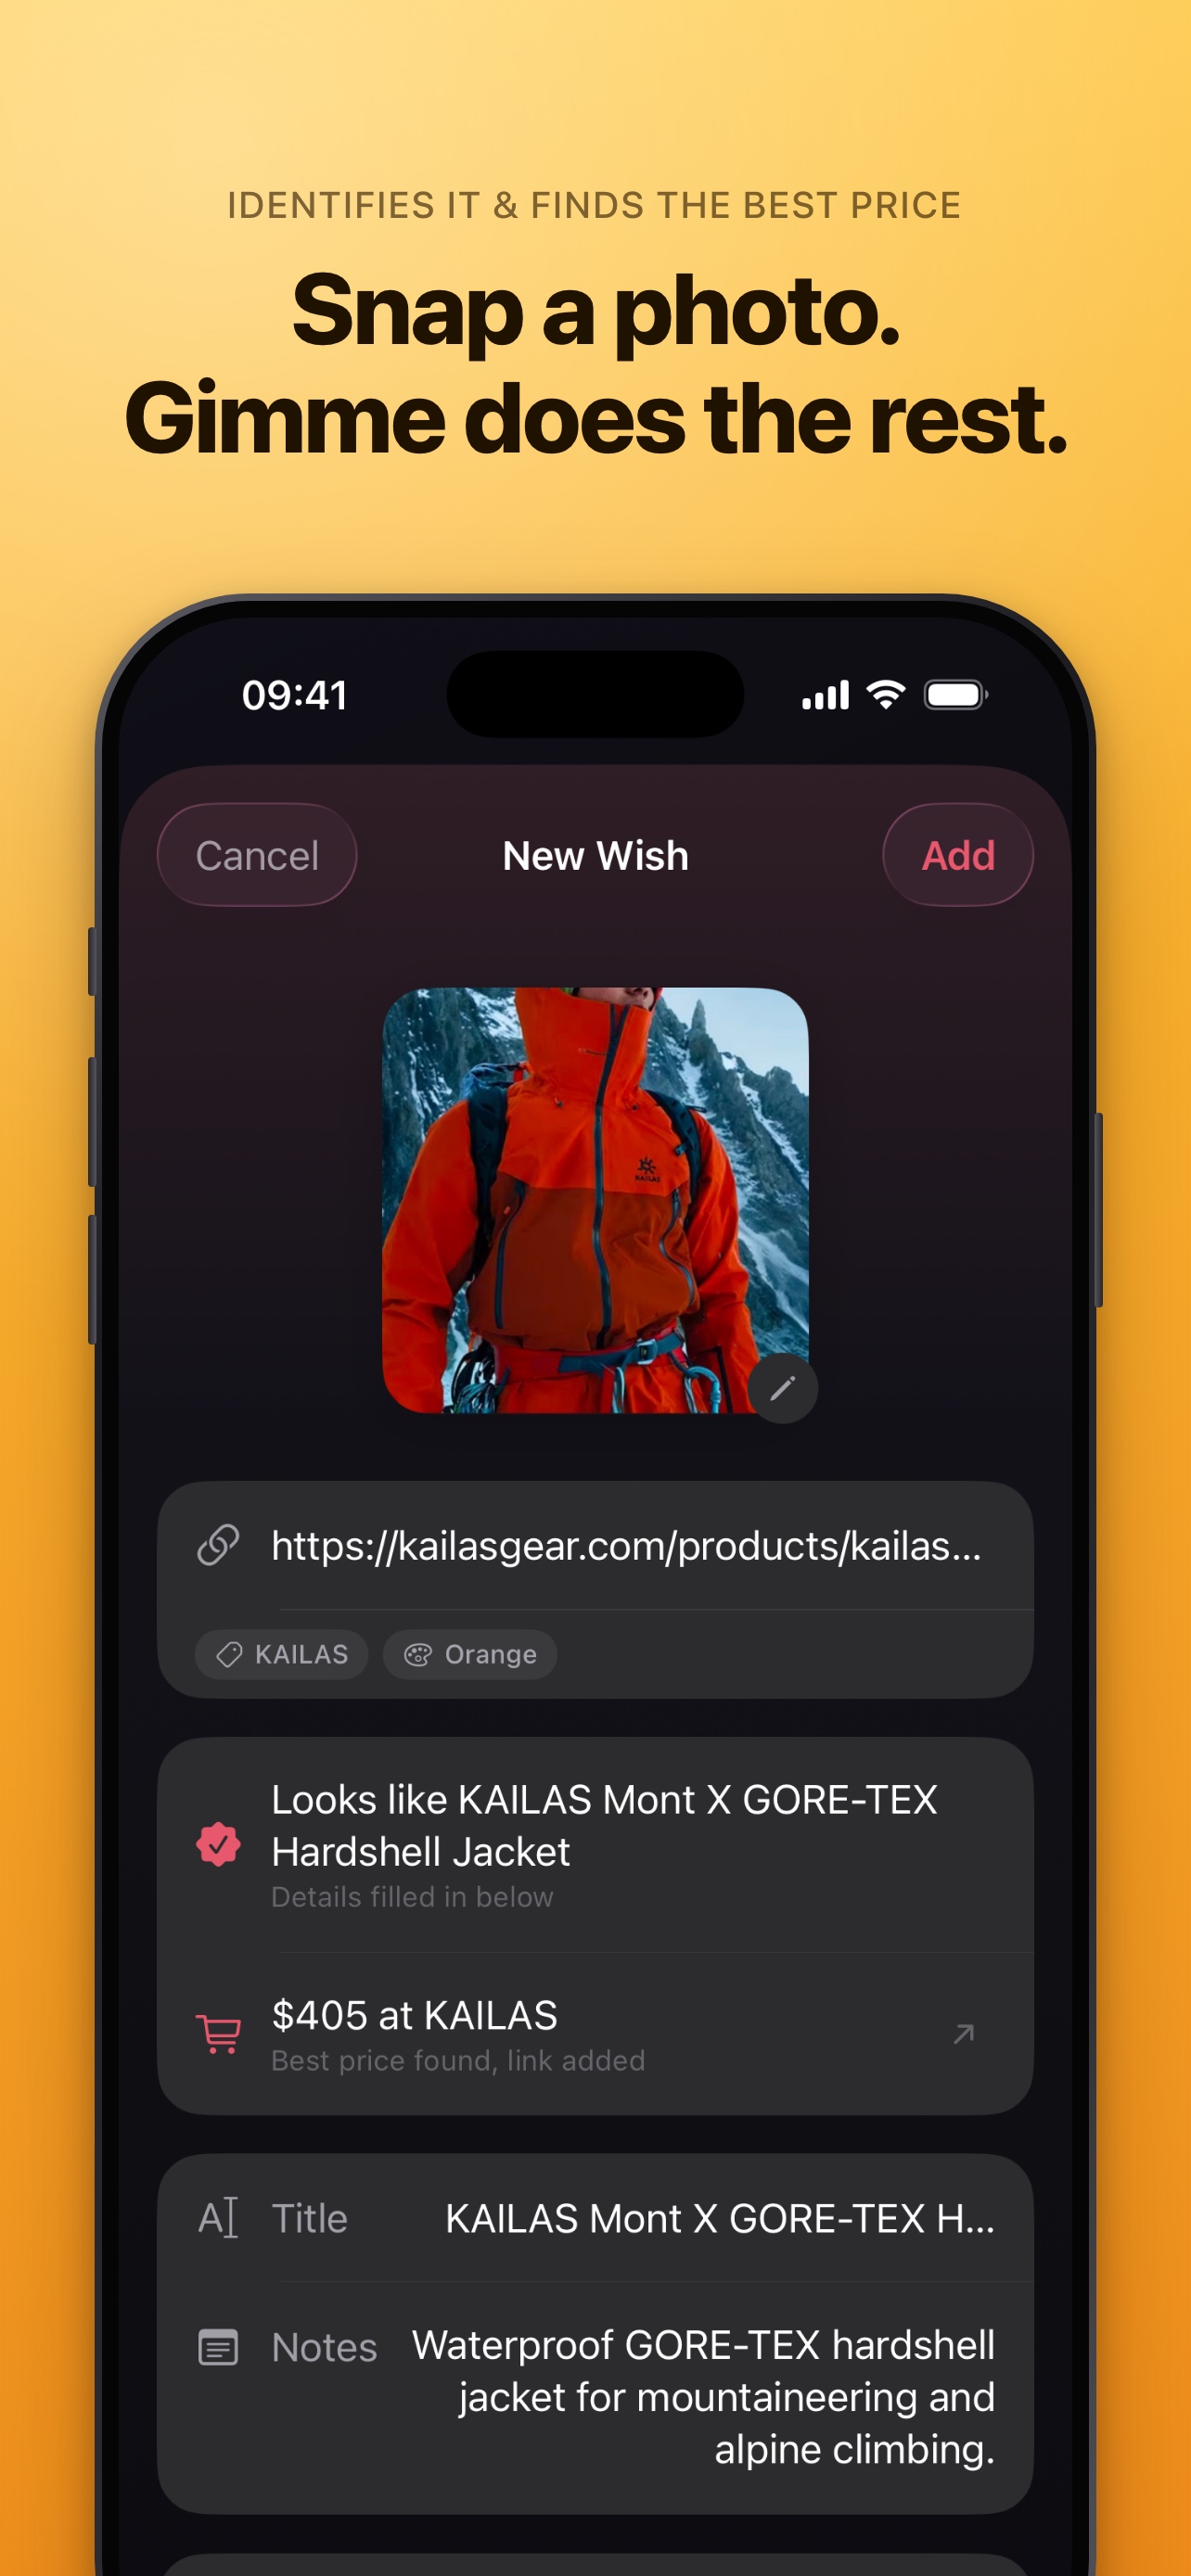 IDENTIFIES IT & FINDS THE BEST PRICE
Snap a photo.
Gimme does the rest.
09:41
Cancel
New Wish
Add
KAILAS
https://kailasgear.com/products/kailas...
KAILAS
Orange
Looks like KAILAS Mont X GORE-TEX
Hardshell Jacket
Details filled in below
$405 at KAILAS
Best price found, link added
Title
KAILAS Mont X GORE-TEX H...
Notes
Waterproof GORE-TEX hardshell
jacket for mountaineering and
alpine climbing.